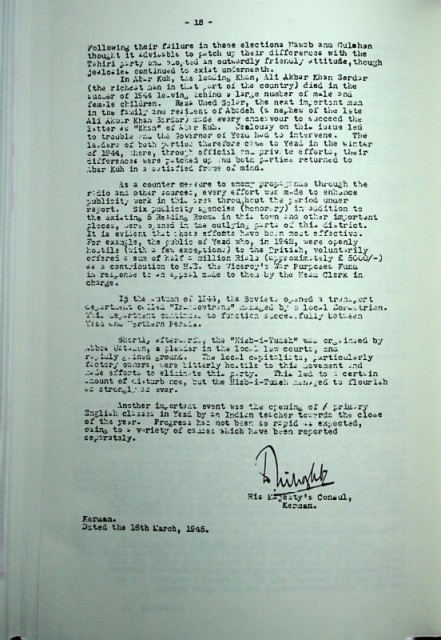 - 18 -
Following their failure in these elections Nawab and Gulshan
thought it advisable to patch up their differences with the
Tahiri party and adopted an outwardly friendly attitude, though
jealosies continued to exist underneath.
In Abar Kuh, the leading Khan, Ali Akbar Khan Sardar
(the richest man in that part of the country) died in the
summer of 1944 leaving behind a large number of male and
female children. Reza the next important man
in the family and resident of Abadeh (a nephew of the late
Ali Akbar Khan Sardar) made every endeavour to succeed the
latter as "Khan" of Abar Kuh. Jealousy on this issue led
to trouble and the Governor of Yezd had to intervene. The
leaders of both parties therefore came to Yezd in the winter
of 1944, where, through official and private efforts, their
differences were patched up and both parties returned to
Abar Kuh in a satisfied frame of mind.
As a counter measure to enemy propaganda through the
radio and other sources, every effort was made to enhance
publicity work in this area throughout the period under
report. Six publicity agencies (honorary) in addition to
the existing 5 Reading Rooms in this town and other important
places, were opened in the outlying parts of this district.
It is evident that these efforts have been most effective.
For example, the public of Yezd who, in 1942, were openly
hostile (with a few exceptions) to the British, voluntarily
offered a sum of half a million Rials (approximately £ 5000/-)
as a contribution to H.E. the Viceroy's War Purposes Fund
in response to an appeal made to them by the Head Clerk in
charge.
In the autumn of 1944, the Soviets opened a transport
department called managed by a local
This department continues to function successfully between
Yezd and Northern Persia.
Shortly afterwards, the "Hizb-i-Tudeh" was organised by
Abbas a pleader in the local law courts, and
rapidly gained ground. The local capitalists, particularly
factory owners, were bitterly hostile to this movement and
made efforts to eliminate this party. This led to a certain
amount of disturbance, but the Hizb-i-Tudeh managed to flourish
as strongly as ever.
Another important event was the opening of primary
English classes in Yezd by an Indian teacher towards the close
of the year. Progress has not been so rapid as expected,
owing to a variety of causes which have been reported
separately.
His Majesty's Consul,
Kerman.
Kerman.
Dated the 16th March, 1945.